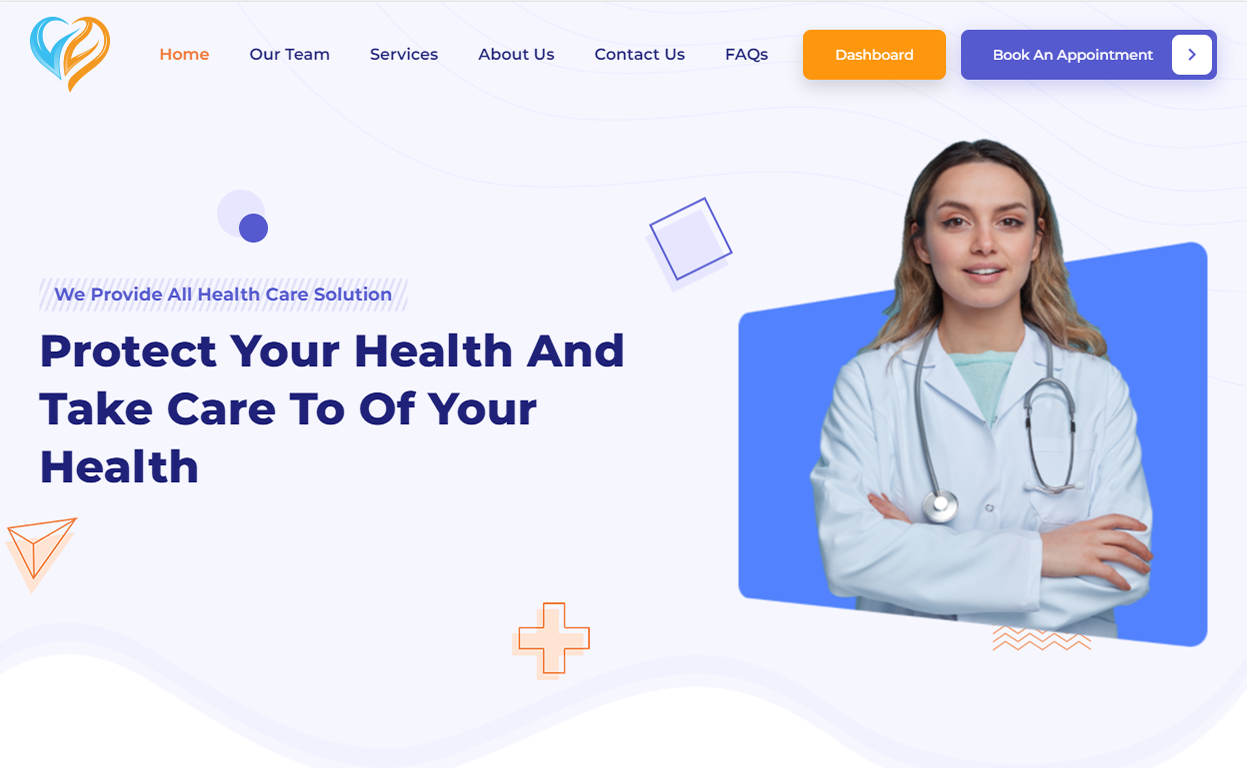 Home
Our Team
Services
About Us
Contact Us
FAQs
Dashboard
Book An Appointment
We Provide All Health Care Solution
Protect Your Health And
Take Care To Of Your
Health